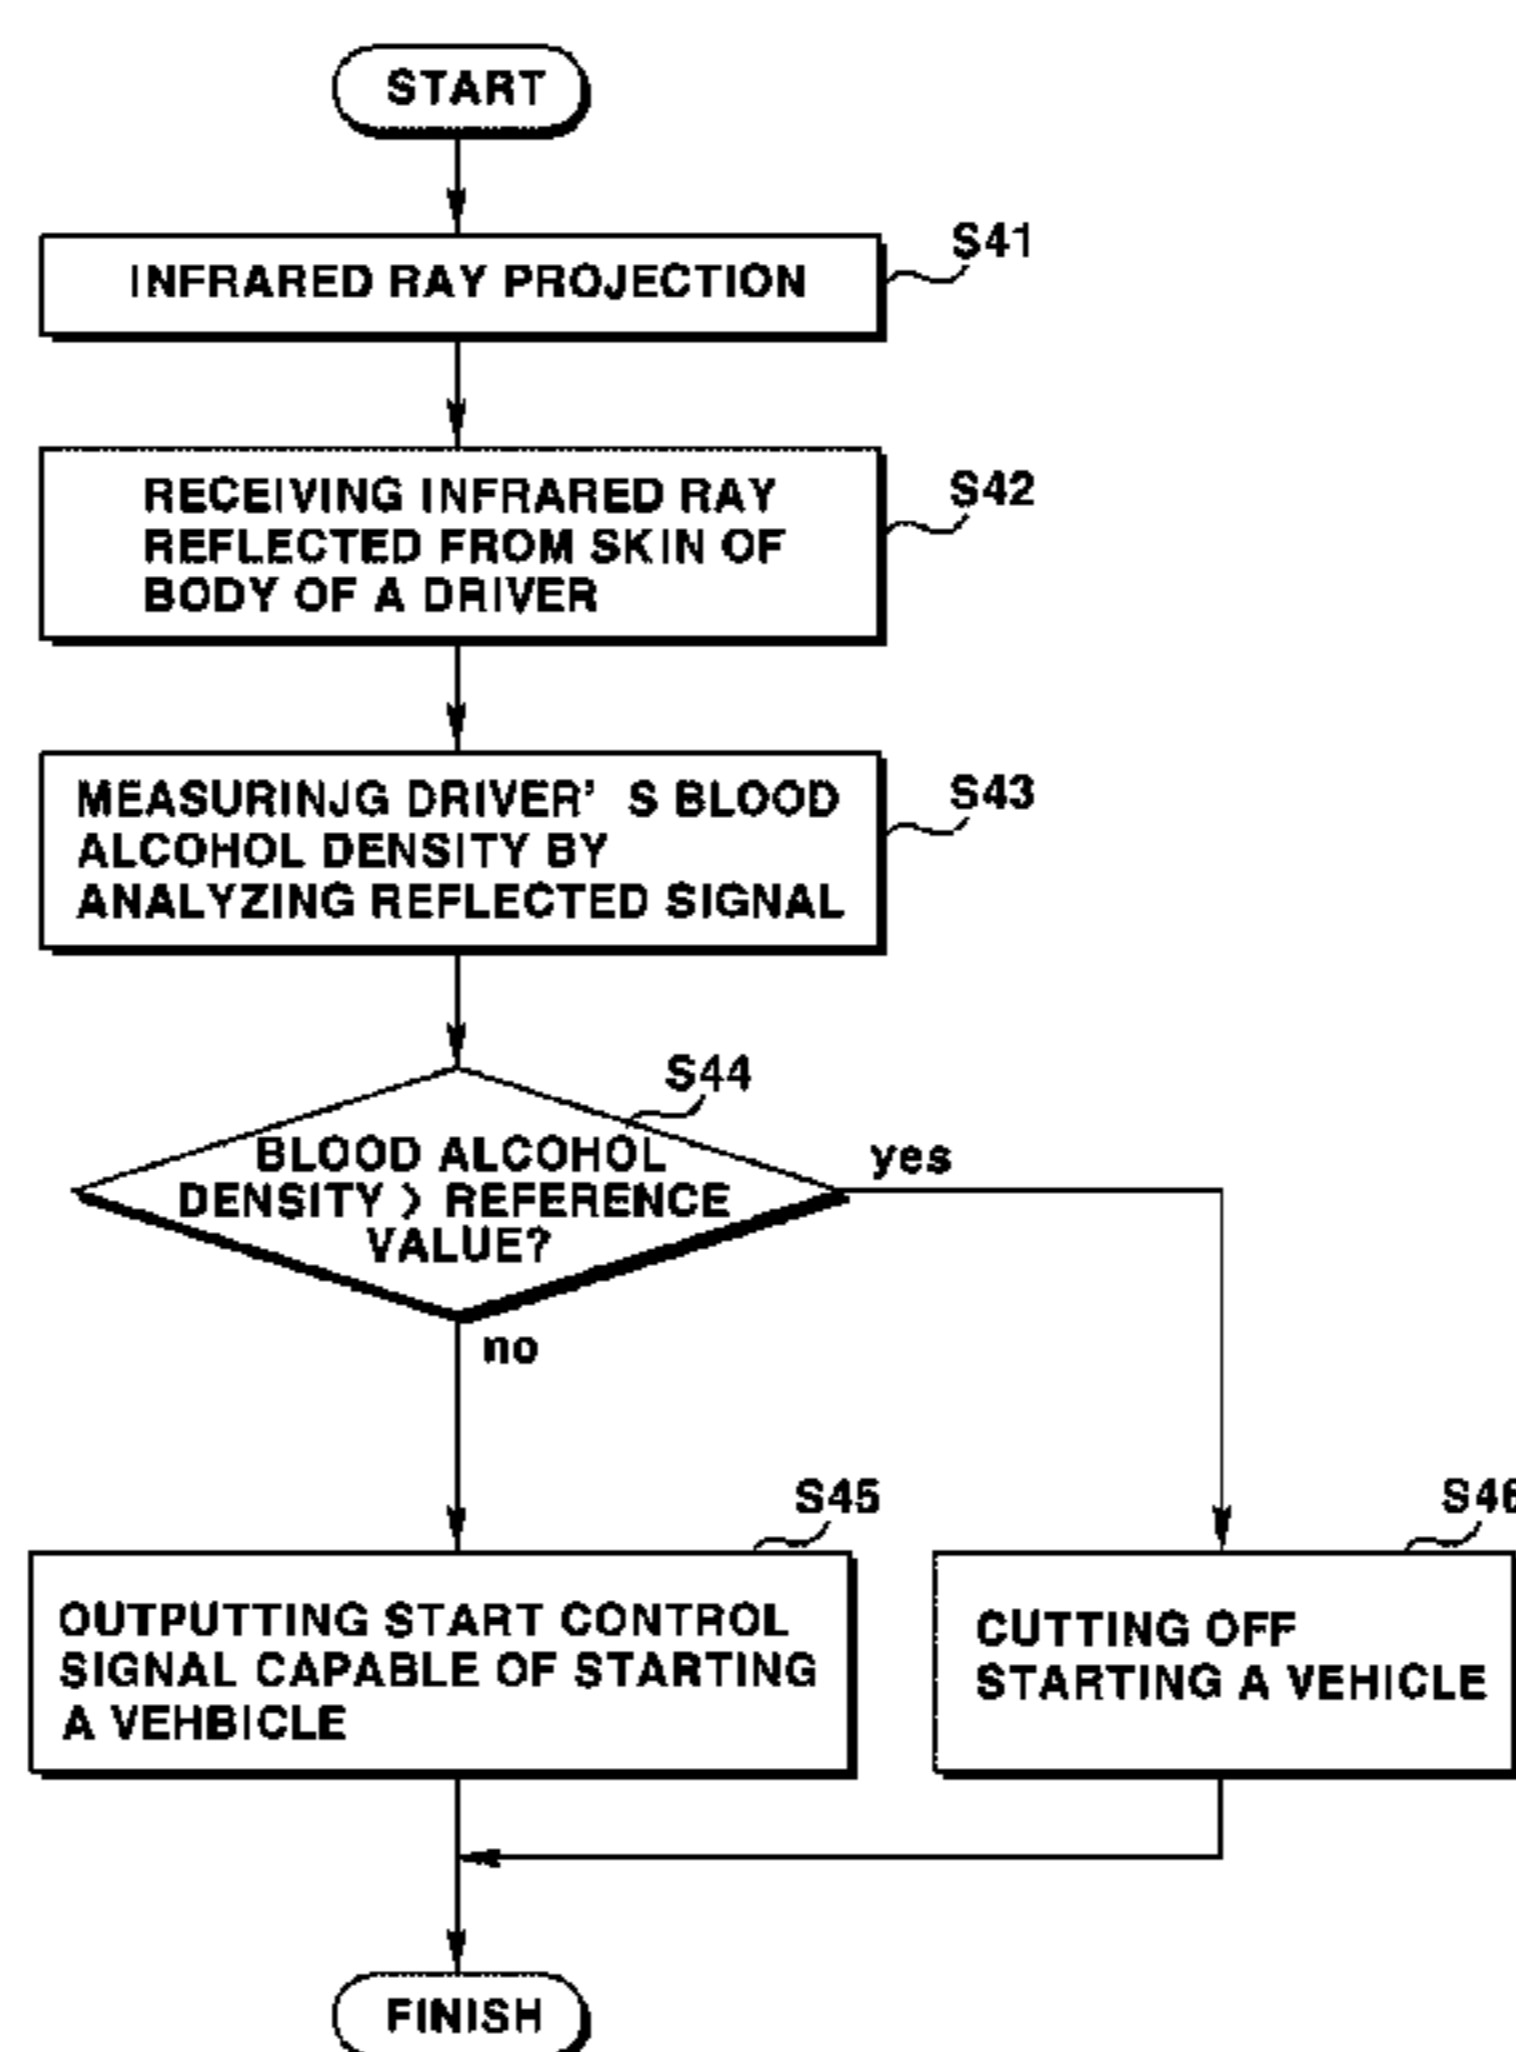 START
INFRARED RAY PROJECTION
S41
RECEIVING INFRARED RAY
REFLECTED FROM SKIN OF
BODY OF A DRIVER
S42
MEASURINJG DRIVER' S BLOOD
ALCOHOL DENSITY BY
ANALYZING REFLECTED SIGNAL
S43
S44
BLOOD ALCOHOL
DENSITY > REFERENCE
VALUE?
yes
no
S45
OUTPUTTING START CONTROL
SIGNAL CAPABLE OF STARTING
A VEHBICLE
S46
CUTTING OFF
STARTING A VEHICLE
FINISH